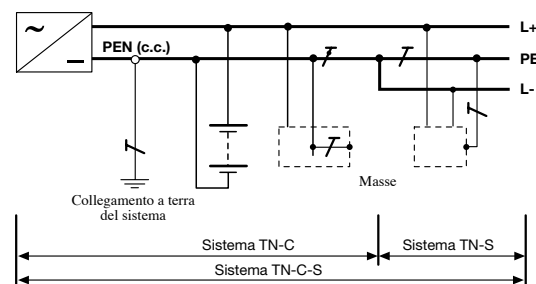 ~
L+
PEN (c.c.)
PE
L-
Masse
Collegamento a terra
del sistema
Sistema TN-C
Sistema TN-S
Sistema TN-C-S